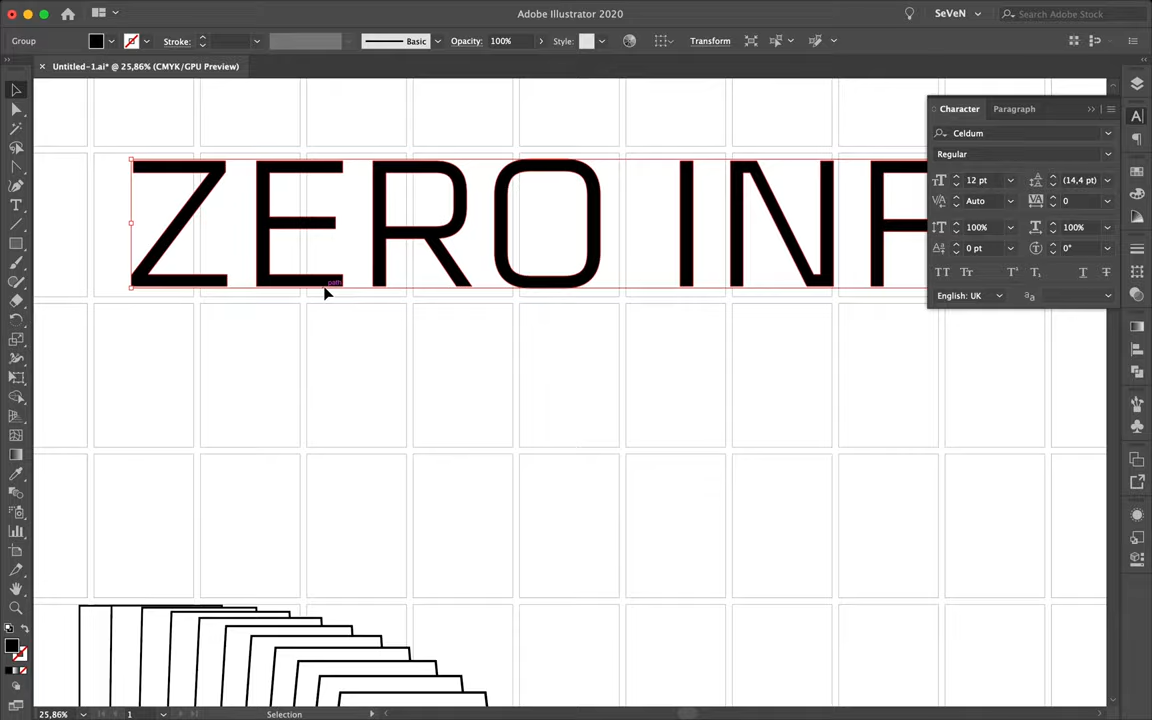 Adobe Illustrator 2020
SeVeN
Search Adobe Stock
Group
Stroke:
Basic
Opacity:
100%
Style:
Transform
× Untitled-1.ai* @ 25,86% (CMYK/GPU Preview)
ZERO INF
path
Character
Paragraph
Celdum
Regular
12 pt
(14,4 pt)
Auto
0
100%
100%
0 pt
0°
English: UK
25,86%
1
Selection